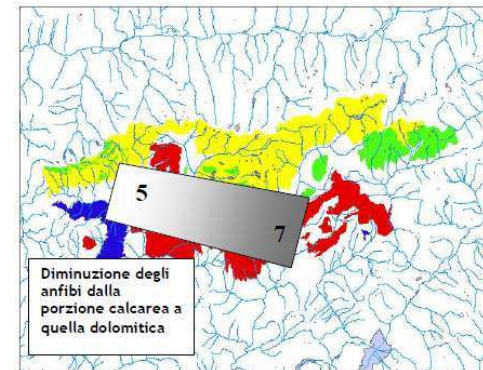 5
7
Diminuzione degli
anfibi dalla
porzione calcarea a
quella dolomitica